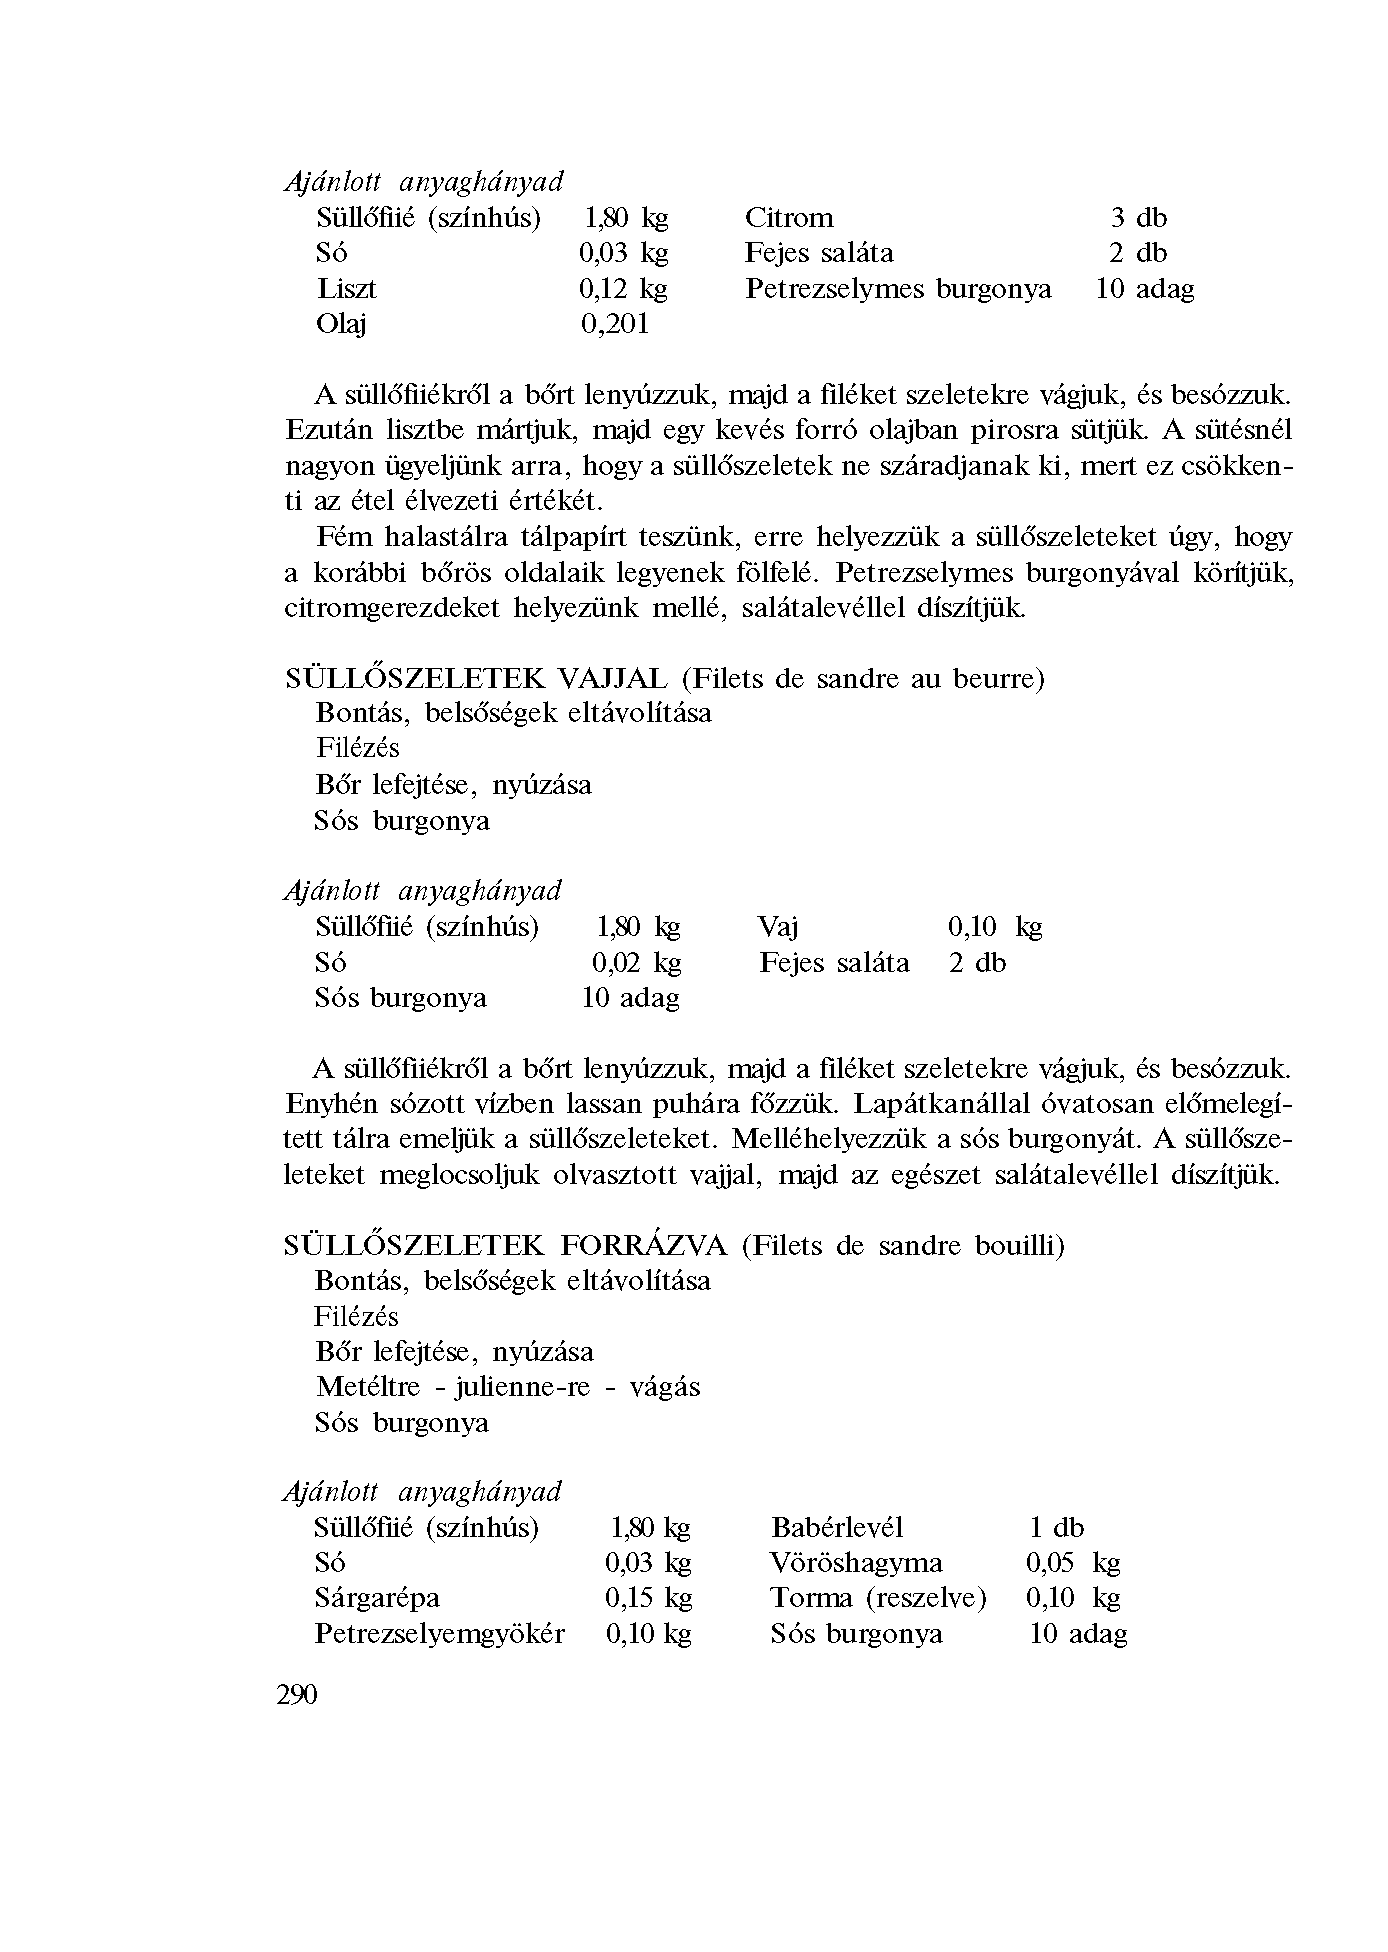 Ajánlott anyaghányad
Süllőfiié (színhús) 1,80 kg Citrom 3 db
Só 0,03 kg Fejes saláta 2 db
Liszt 0,12 kg Petrezselymes burgonya 10 adag
Olaj 0,201
A süllőfiiékről a bőrt lenyúzzuk, majd a filéket szeletekre vágjuk, és besózzuk.
Ezután lisztbe mártjuk, majd egy kevés forró olajban pirosra sütjük. A sütésnél
nagyon ügyeljünk arra, hogy a süllőszeletek ne száradjanak ki, mert ez csökken-
ti az étel élvezeti értékét.
Fém halastálra tálpapírt teszünk, erre helyezzük a süllőszeleteket úgy, hogy
a korábbi bőrös oldalaik legyenek fölfelé. Petrezselymes burgonyával körítjük,
citromgerezdeket helyezünk mellé, salátalevéllel díszítjük.
SÜLLŐSZELETEK VAJJAL (Filets de sandre au beurre)
Bontás, belsőségek eltávolítása
Filézés
Bőr lefejtése, nyúzása
Sós burgonya
Ajánlott anyaghányad
Süllőfiié (színhús) 1,80 kg Vaj 0,10 kg
Só 0,02 kg Fejes saláta 2 db
Sós burgonya 10 adag
A süllőfiiékről a bőrt lenyúzzuk, majd a filéket szeletekre vágjuk, és besózzuk.
Enyhén sózott vízben lassan puhára főzzük. Lapátkanállal óvatosan előmelegí-
tett tálra emeljük a süllőszeleteket. Melléhelyezzük a sós burgonyát. A süllősze-
leteket meglocsoljuk olvasztott vajjal, majd az egészet salátalevéllel díszítjük.
SÜLLŐSZELETEK FORRÁZVA (Filets de sandre bouilli)
Bontás, belsőségek eltávolítása
Filézés
Bőr lefejtése, nyúzása
Metéltre - julienne-re - vágás
Sós burgonya
Ajánlott anyaghányad
Süllőfiié (színhús) 1,80 kg Babérlevél 1 db
Só 0,03 kg Vöröshagyma 0,05 kg
Sárgarépa 0,15 kg Torma (reszelve) 0,10 kg
Petrezselyemgyökér 0,10 kg Sós burgonya 10 adag
290